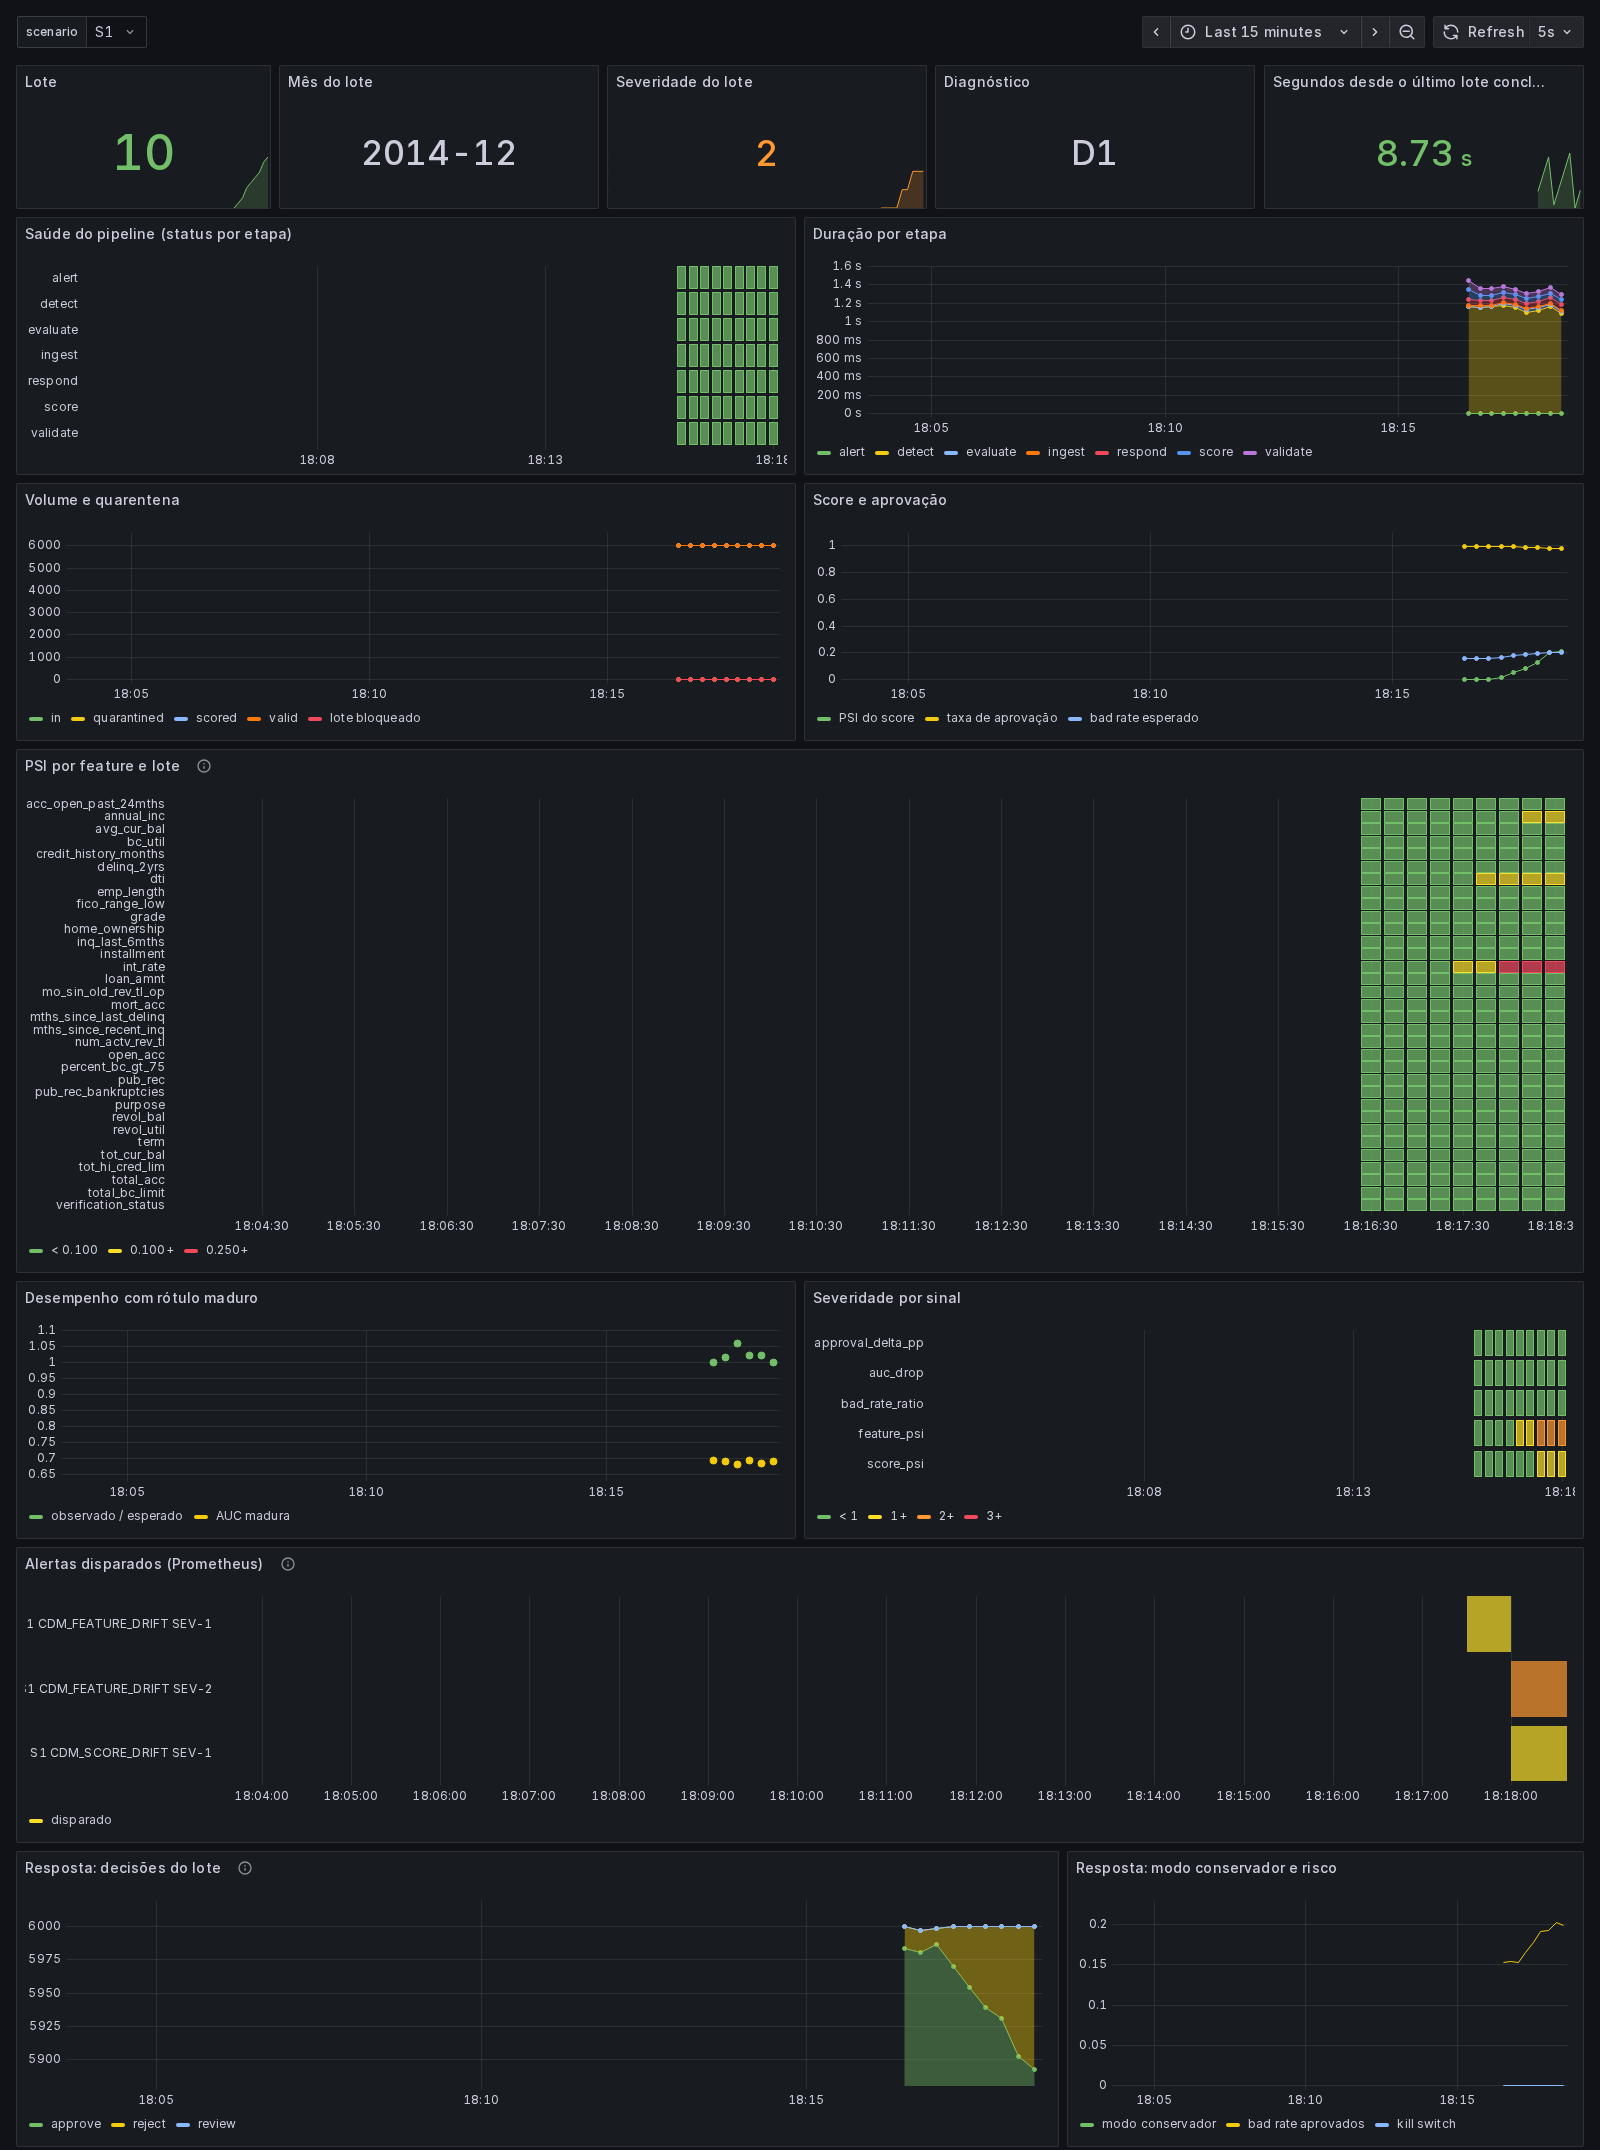 scenario S1 Last 15 minutes Refresh 5s
Lote Mês do lote Severidade do lote Diagnóstico Segundos desde o último lote concl...
10 2014-12 2 D1 8.73 s
Saúde do pipeline (status por etapa)
alert
detect
evaluate
ingest
respond
score
validate
18:08 18:13 18:18
Duração por etapa
1.6 s
1.4 s
1.2 s
1 s
800 ms
600 ms
400 ms
200 ms
0 s
18:05 18:10 18:15
alert detect evaluate ingest respond score validate
Volume e quarentena
6000
5000
4000
3000
2000
1000
0
18:05 18:10 18:15
in quarantined scored valid lote bloqueado
Score e aprovação
1
0.8
0.6
0.4
0.2
0
18:05 18:10 18:15
PSI do score taxa de aprovação bad rate esperado
PSI por feature e lote
acc_open_past_24mths
annual_inc
avg_cur_bal
bc_util
credit_history_months
delinq_2yrs
dti
emp_length
fico_range_low
grade
home_ownership
inq_last_6mths
installment
int_rate
loan_amnt
mo_sin_old_rev_tl_op
mort_acc
mths_since_last_delinq
mths_since_recent_inq
num_actv_rev_tl
open_acc
percent_bc_gt_75
pub_rec
pub_rec_bankruptcies
purpose
revol_bal
revol_util
term
tot_cur_bal
tot_hi_cred_lim
total_acc
total_bc_limit
verification_status
18:04:30 18:05:30 18:06:30 18:07:30 18:08:30 18:09:30 18:10:30 18:11:30 18:12:30 18:13:30 18:14:30 18:15:30 18:16:30 18:17:30 18:18:3
< 0.100 0.100+ 0.250+
Desempenho com rótulo maduro
1.1
1.05
1
0.95
0.9
0.85
0.8
0.75
0.7
0.65
18:05 18:10 18:15
observado / esperado AUC madura
Severidade por sinal
approval_delta_pp
auc_drop
bad_rate_ratio
feature_psi
score_psi
18:08 18:13 18:18
< 1 1+ 2+ 3+
Alertas disparados (Prometheus)
1 CDM_FEATURE_DRIFT SEV-1
S1 CDM_FEATURE_DRIFT SEV-2
S1 CDM_SCORE_DRIFT SEV-1
18:04:00 18:05:00 18:06:00 18:07:00 18:08:00 18:09:00 18:10:00 18:11:00 18:12:00 18:13:00 18:14:00 18:15:00 18:16:00 18:17:00 18:18:00
disparado
Resposta: decisões do lote
6000
5975
5950
5925
5900
18:05 18:10 18:15
approve reject review
Resposta: modo conservador e risco
0.2
0.15
0.1
0.05
0
18:05 18:10 18:15
modo conservador bad rate aprovados kill switch